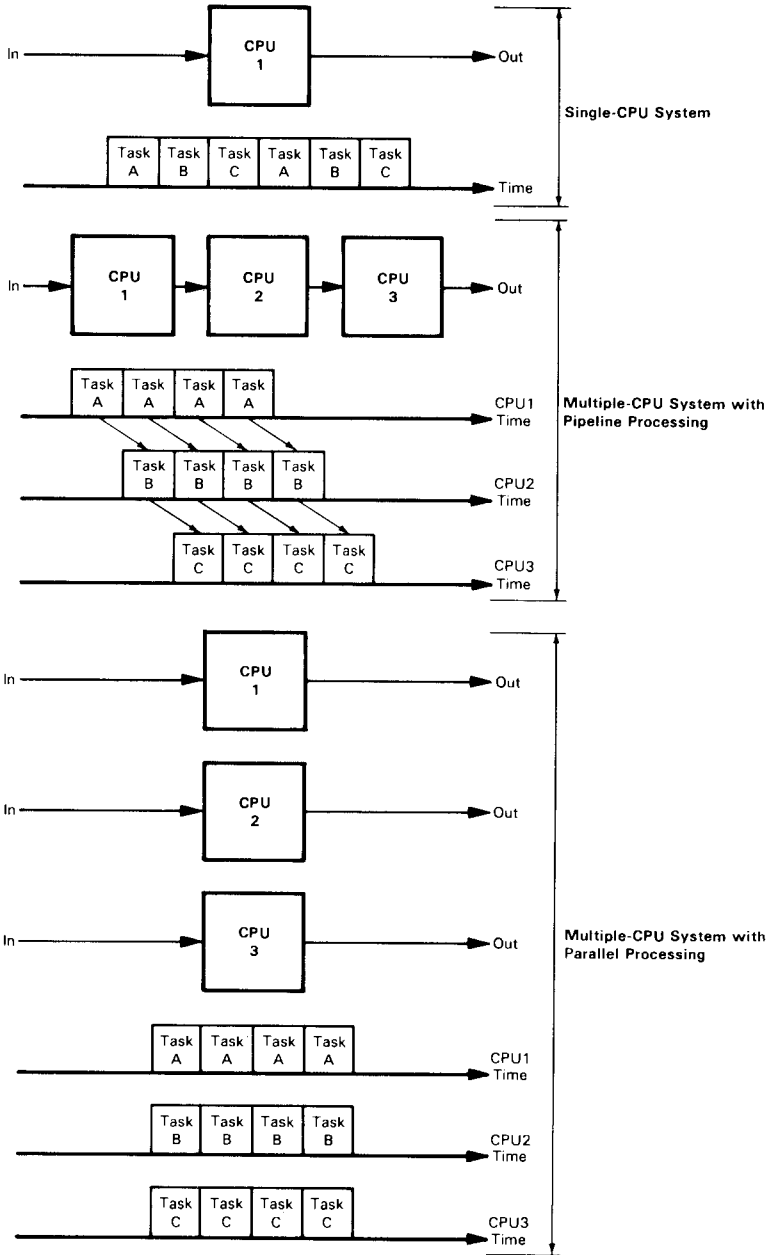 In
CPU
1
Out
Single-CPU System
Task
A
Task
B
Task
C
Task
A
Task
B
Task
C
Time
In
CPU
1
CPU
2
CPU
3
Out
Task
A
Task
A
Task
A
Task
A
CPU1
Time
Multiple-CPU System with
Pipeline Processing
Task
B
Task
B
Task
B
Task
B
CPU2
Time
Task
C
Task
C
Task
C
Task
C
CPU3
Time
In
CPU
1
Out
In
CPU
2
Out
In
CPU
3
Out
Multiple-CPU System with
Parallel Processing
Task
A
Task
A
Task
A
Task
A
CPU1
Time
Task
B
Task
B
Task
B
Task
B
CPU2
Time
Task
C
Task
C
Task
C
Task
C
CPU3
Time